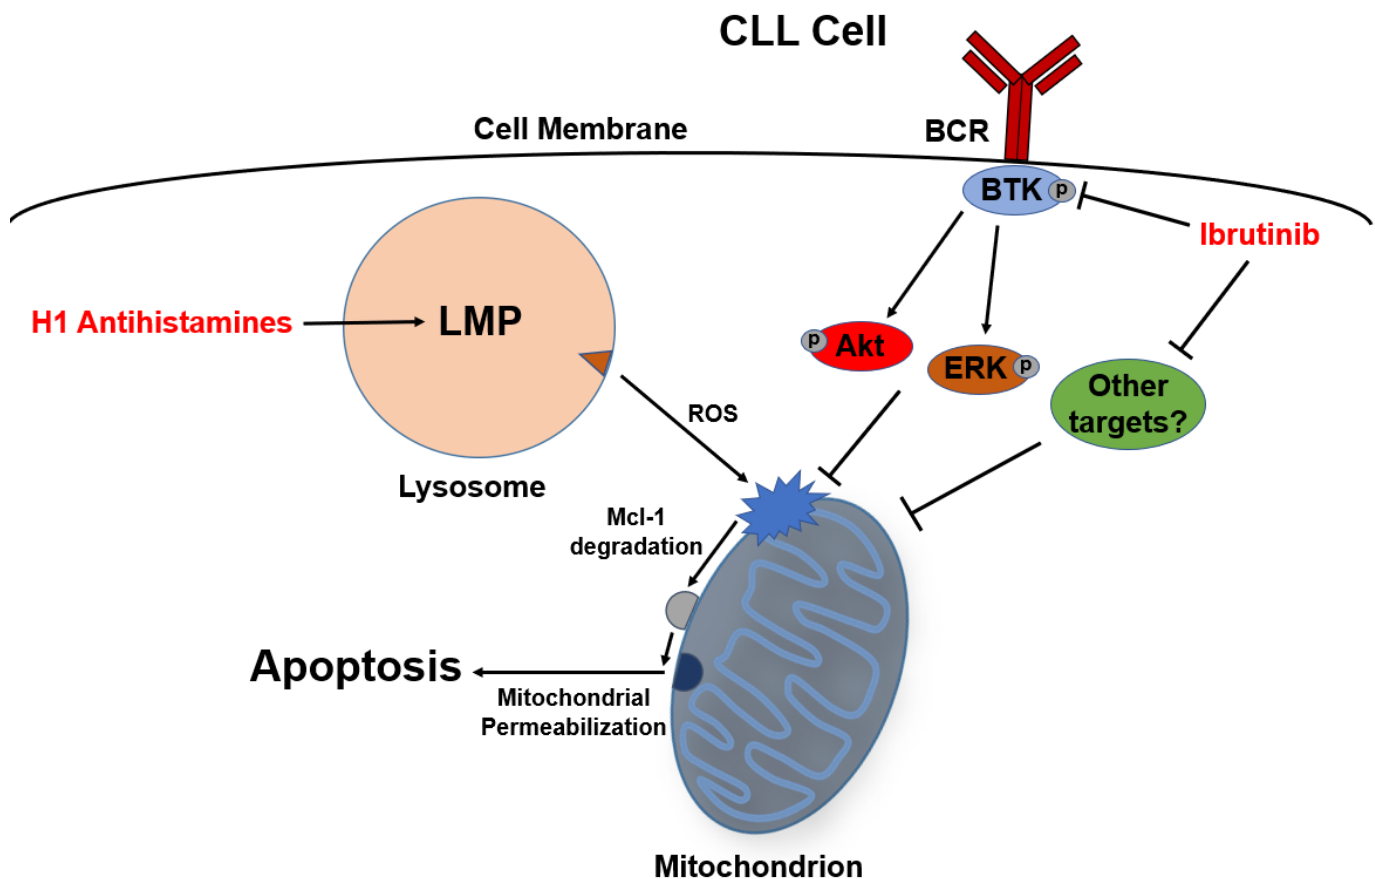 CLL Cell
Cell Membrane
BCR
BTK
p
Ibrutinib
H1 Antihistamines
LMP
p
Akt
ERK
p
Other
targets?
ROS
Lysosome
Mcl-1
degradation
Apoptosis
Mitochondrial
Permeabilization
Mitochondrion